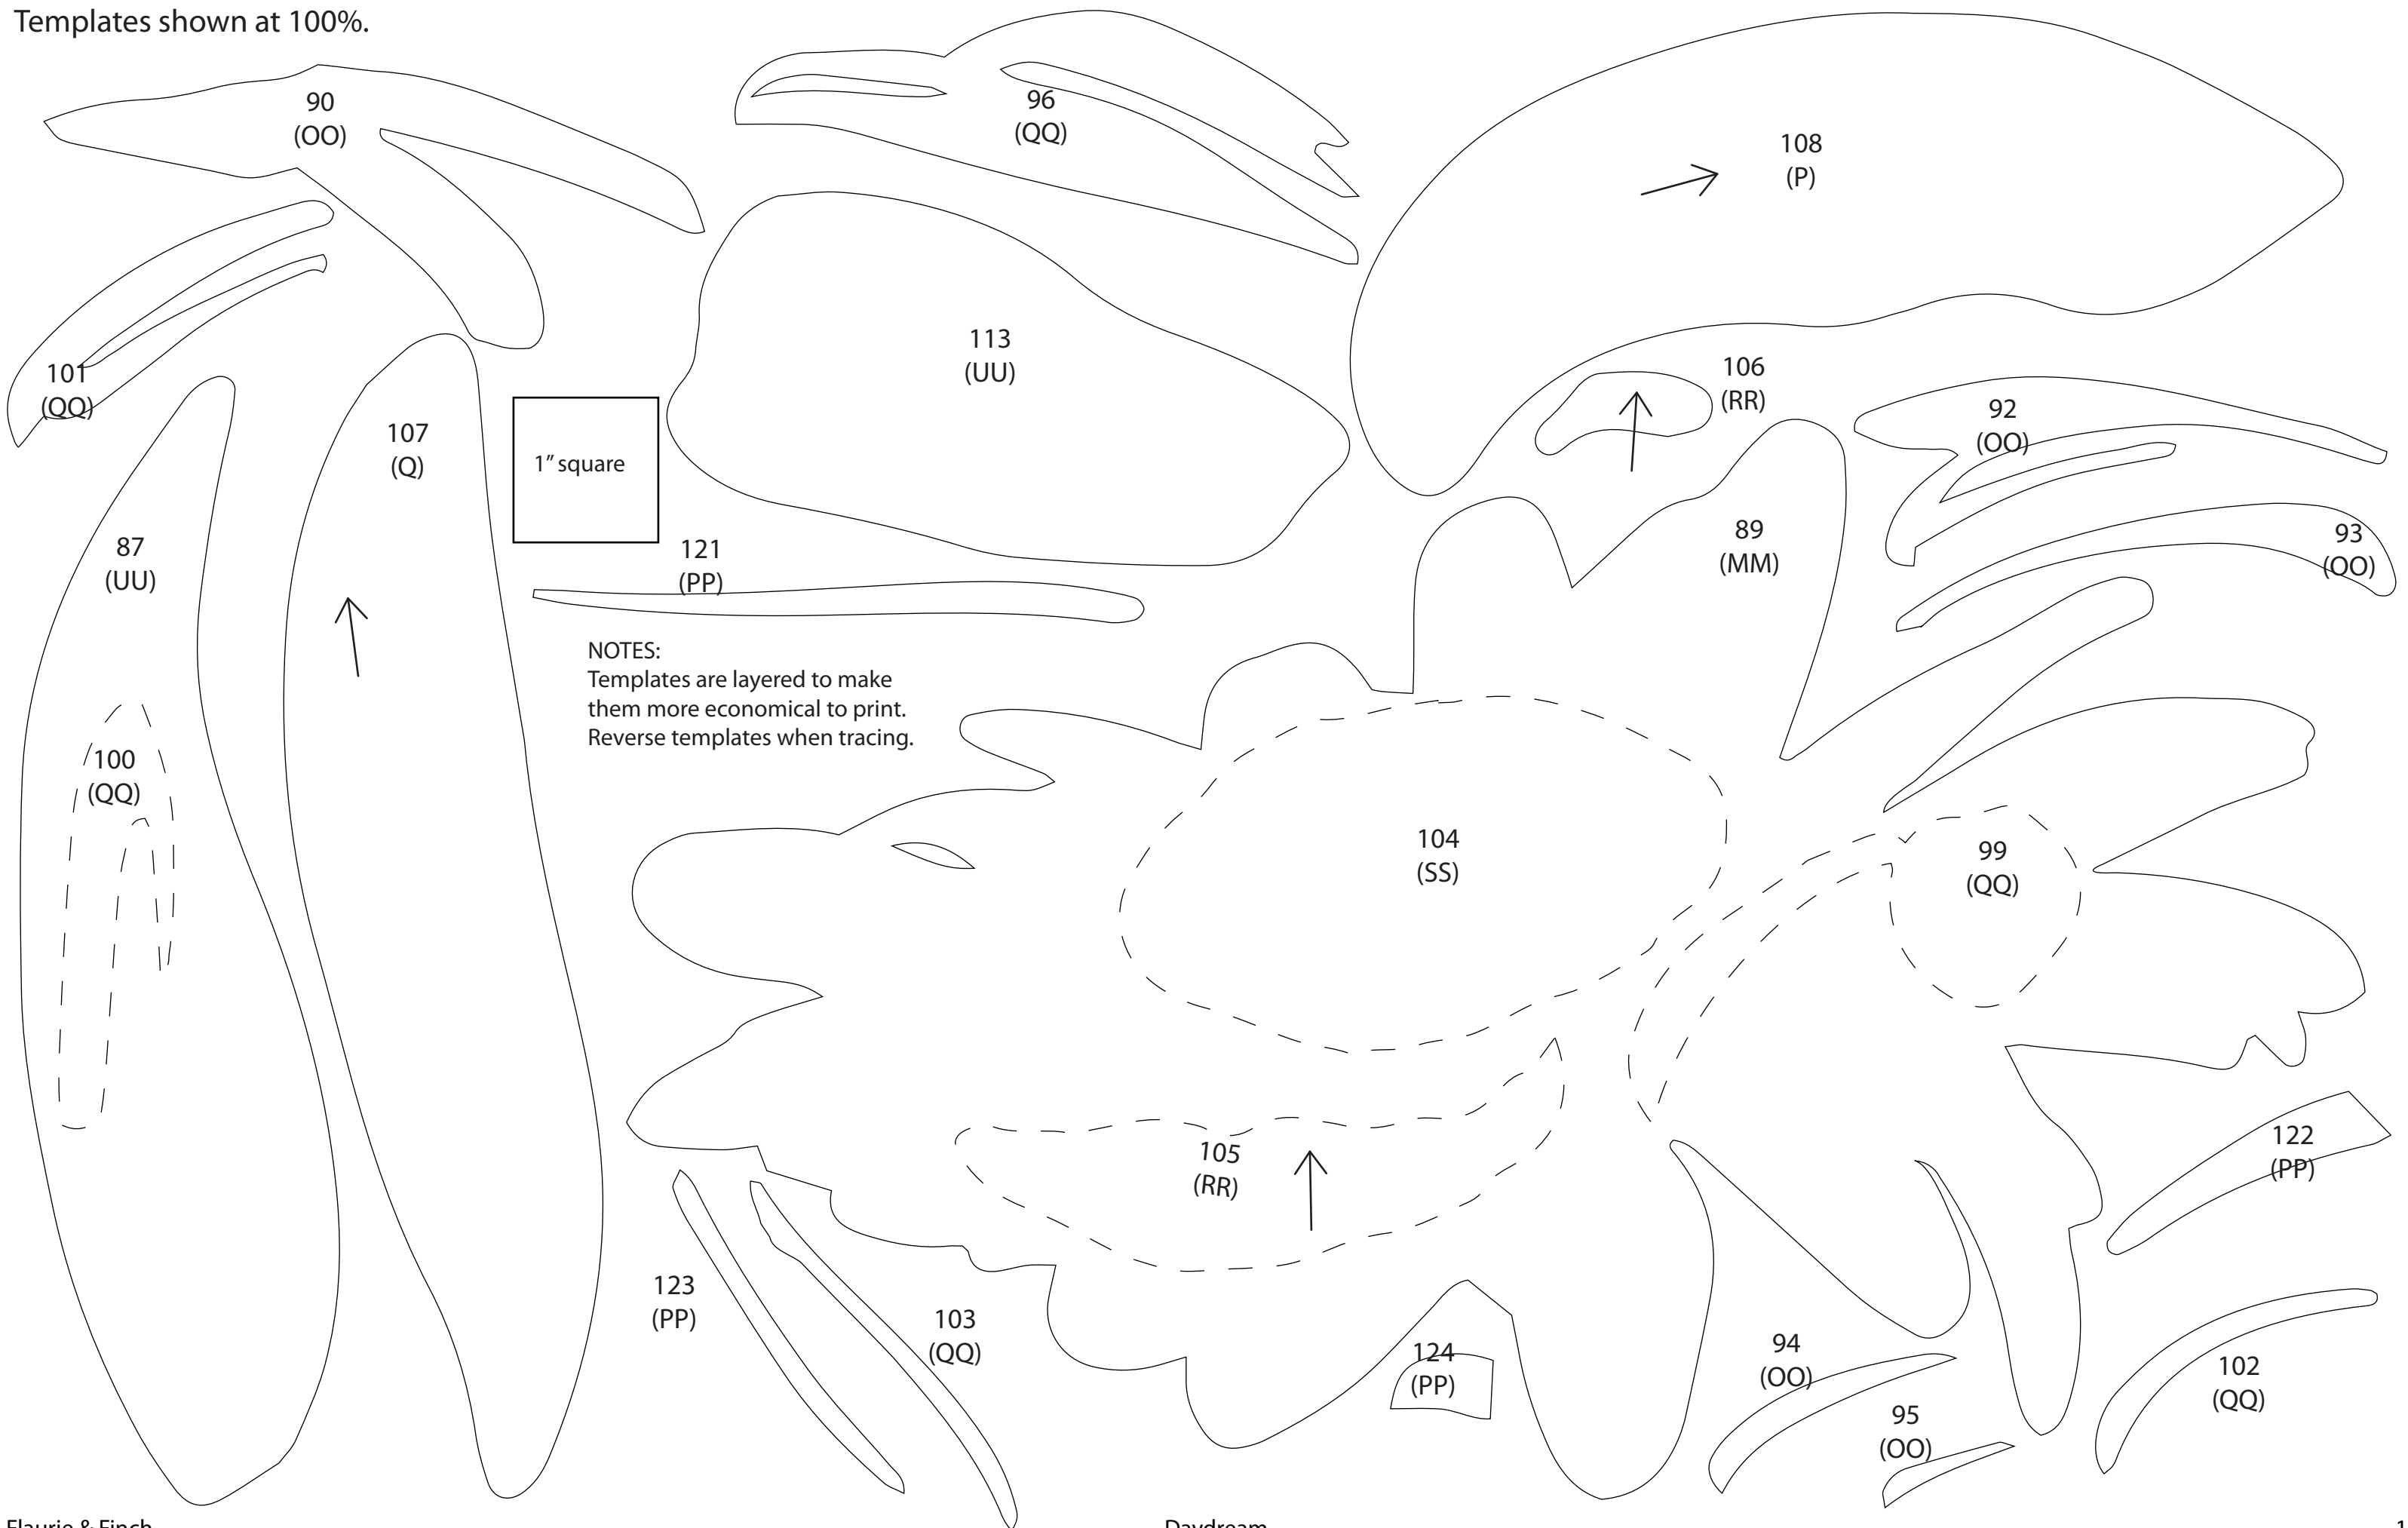 Templates shown at 100%.
90
(OO)
96
(QQ)
108
(P)
113
(UU)
106
(RR)
101
(QQ)
92
(OO)
107
(Q)
1” square
89
(MM)
93
(OO)
87
(UU)
121
(PP)
NOTES:
Templates are layered to make
them more economical to print.
Reverse templates when tracing.
100
(QQ)
104
(SS)
99
(QQ)
105
(RR)
122
(PP)
123
(PP)
103
(QQ)
124
(PP)
94
(OO)
102
(QQ)
95
(OO)
Flaurie & Finch
Daydream
1